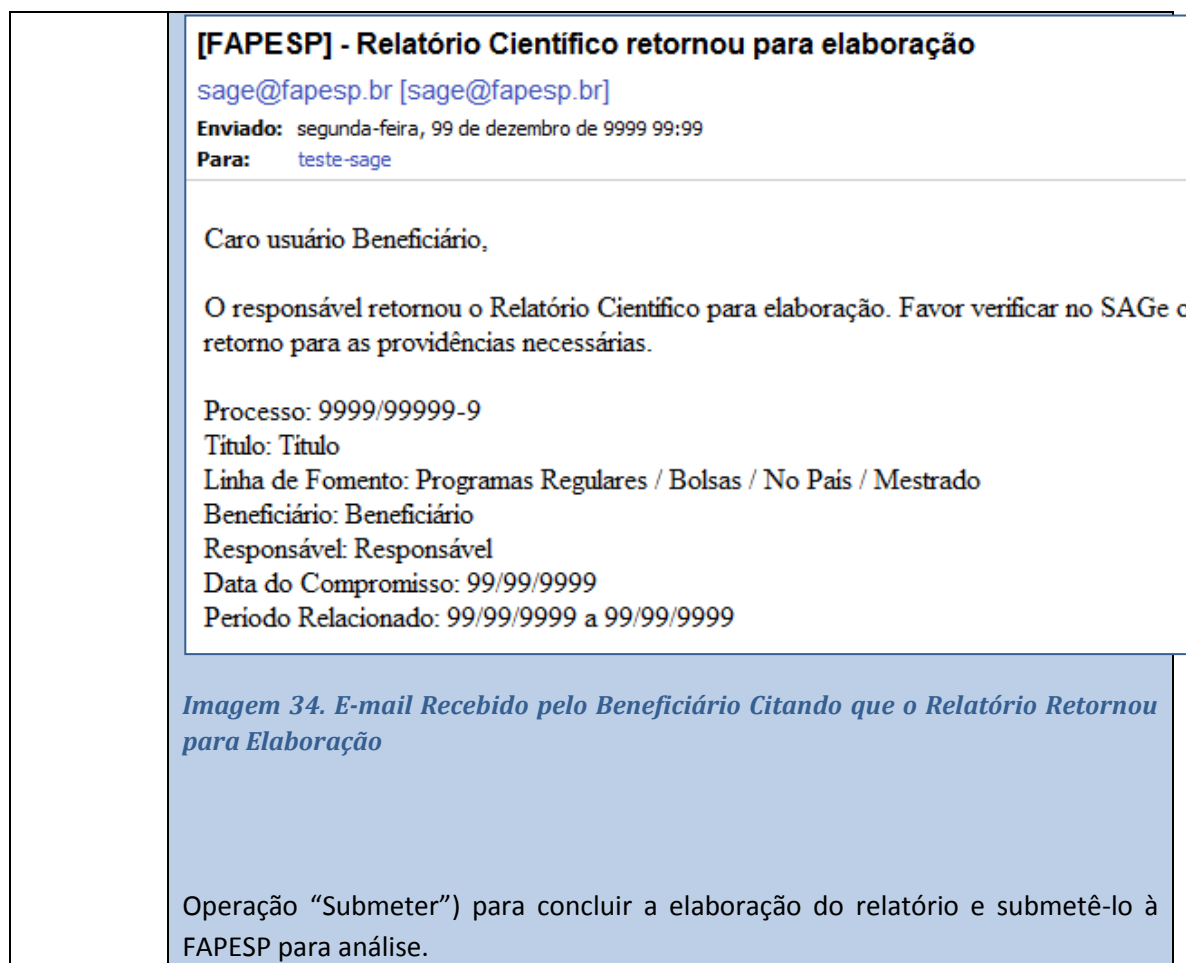 [FAPESP] - Relatório Científico retornou para elaboração
sage@fapesp.br [sage@fapesp.br]
Enviado: segunda-feira, 99 de dezembro de 9999 99:99
Para: teste-sage
Caro usuário Beneficiário,
O responsável retornou o Relatório Científico para elaboração. Favor verificar no SAGe
retorno para as providências necessárias.
Processo: 9999/99999-9
Título: Título
Linha de Fomento: Programas Regulares / Bolsas / No País / Mestrado
Beneficiário: Beneficiário
Responsável: Responsável
Data do Compromisso: 99/99/9999
Período Relacionado: 99/99/9999 a 99/99/9999
Imagem 34. E-mail Recebido pelo Beneficiário Citando que o Relatório Retornou
para Elaboração
Operação “Submeter”) para concluir a elaboração do relatório e submetê-lo à
FAPESP para análise.